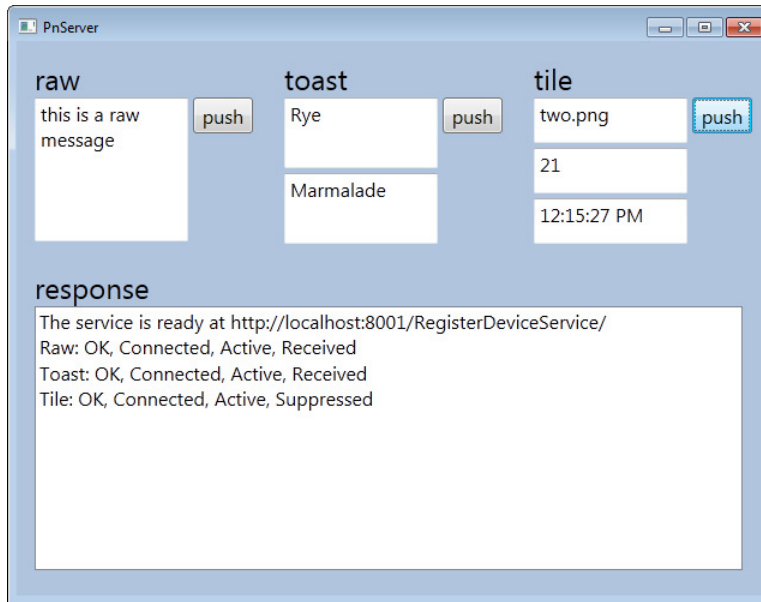 PnServer
raw
this is a raw
message
push
toast
Rye
Marmalade
push
tile
two.png
21
12:15:27 PM
push
response
The service is ready at http://localhost:8001/RegisterDeviceService/
Raw: OK, Connected, Active, Received
Toast: OK, Connected, Active, Received
Tile: OK, Connected, Active, Suppressed